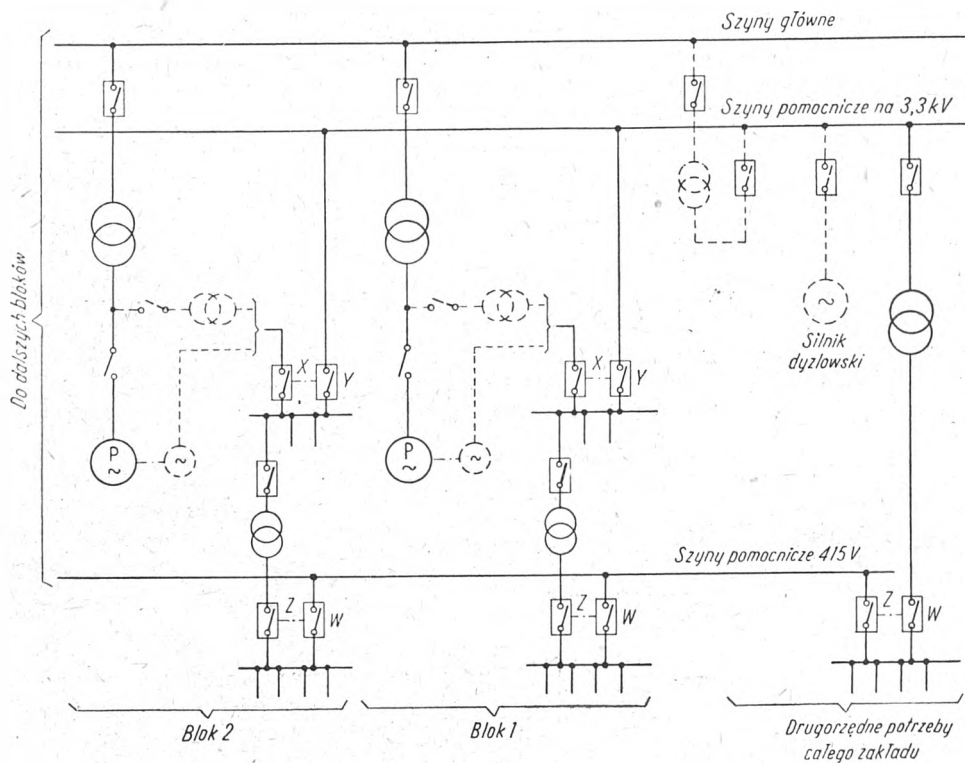 Szyny główne
Szyny pomocnicze na 3,3 kV
Do dalszych bloków
Silnik
dyzlowski
X
Y
X
Y
P
~
~
P
~
~
~
Szyny pomocnicze 415 V
Z
W
Z
W
Z
W
Blok 2
Blok 1
Drugorzędne potrzeby
całego zakładu